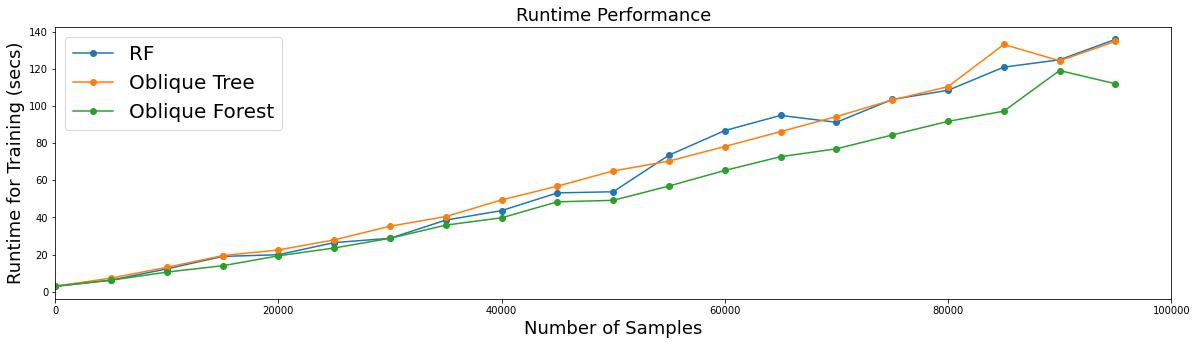 Runtime Performance
RF
Oblique Tree
Oblique Forest
Runtime for Training (secs)
140
120
100
80
60
40
20
0
0 20000 40000 60000 80000 100000
Number of Samples